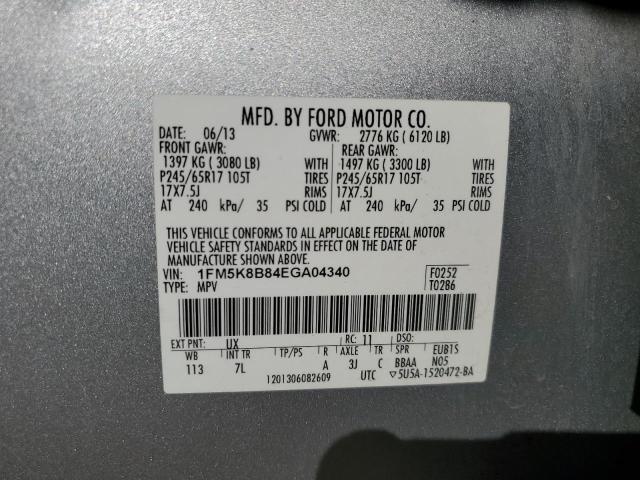 MFD. BY FORD MOTOR CO.
DATE: 06/13 GVWR: 2776 KG ( 6120 LB)
FRONT GAWR: REAR GAWR:
1397 KG ( 3080 LB) WITH 1497 KG ( 3300 LB) WITH
P245/65R17 105T TIRES P245/65R17 105T TIRES
17X7.5J RIMS 17X7.5J RIMS
AT 240 kPa/ 35 PSI COLD AT 240 kPa/ 35 PSI COLD
THIS VEHICLE CONFORMS TO ALL APPLICABLE FEDERAL MOTOR
VEHICLE SAFETY STANDARDS IN EFFECT ON THE DATE OF
MANUFACTURE SHOWN ABOVE.
VIN: 1FM5K8B84EGA04340 F0252
TYPE: MPV T0286
EXT PNT: UX RC: 11 DSO:
WB INT TR TP/PS R AXLE TR SPR EUB1S
113 7L A 3J C BBAA N05
1201306082609 UTC ▽5U5A-1520472-BA